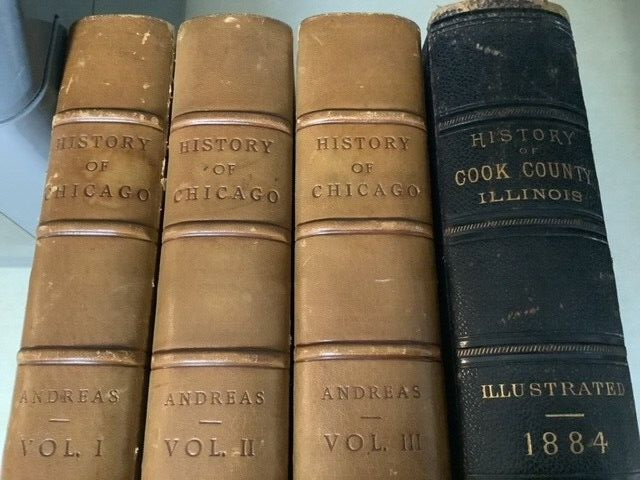 HISTORY
OF
CHICAGO
ANDREAS
VOL. I
HISTORY
OF
CHICAGO
ANDREAS
VOL. II
HISTORY
OF
CHICAGO
ANDREAS
VOL. III
HISTORY
OF
COOK COUNTY
ILLINOIS
ILLUSTRATED
1884